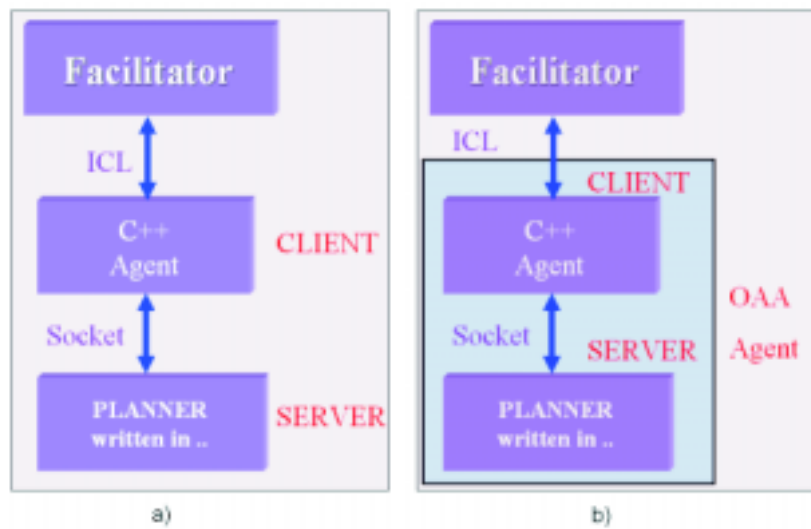 Facilitator
ICL
C++
Agent
CLIENT
Socket
PLANNER
written in ..
SERVER
a)
Facilitator
ICL
CLIENT
C++
Agent
OAA
Agent
Socket
SERVER
PLANNER
written in ..
b)